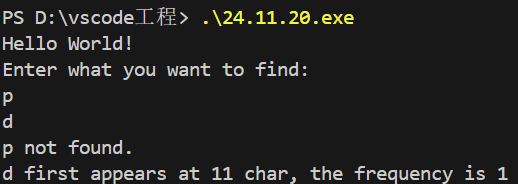 PS D:\vscode工程> .\24.11.20.exe
Hello World!
Enter what you want to find:
p
d
p not found.
d first appears at 11 char, the frequency is 1